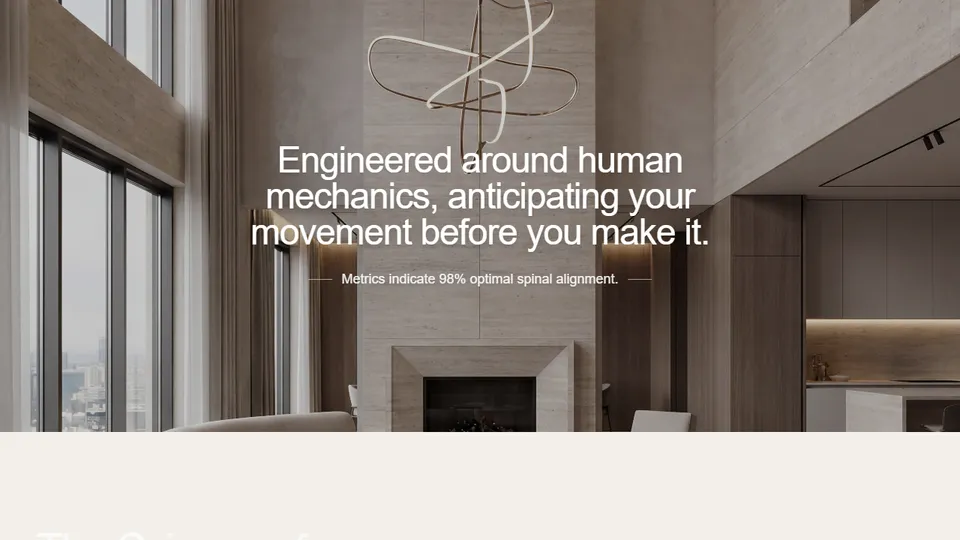 Engineered around human
mechanics, anticipating your
movement before you make it.
Metrics indicate 98% optimal spinal alignment.